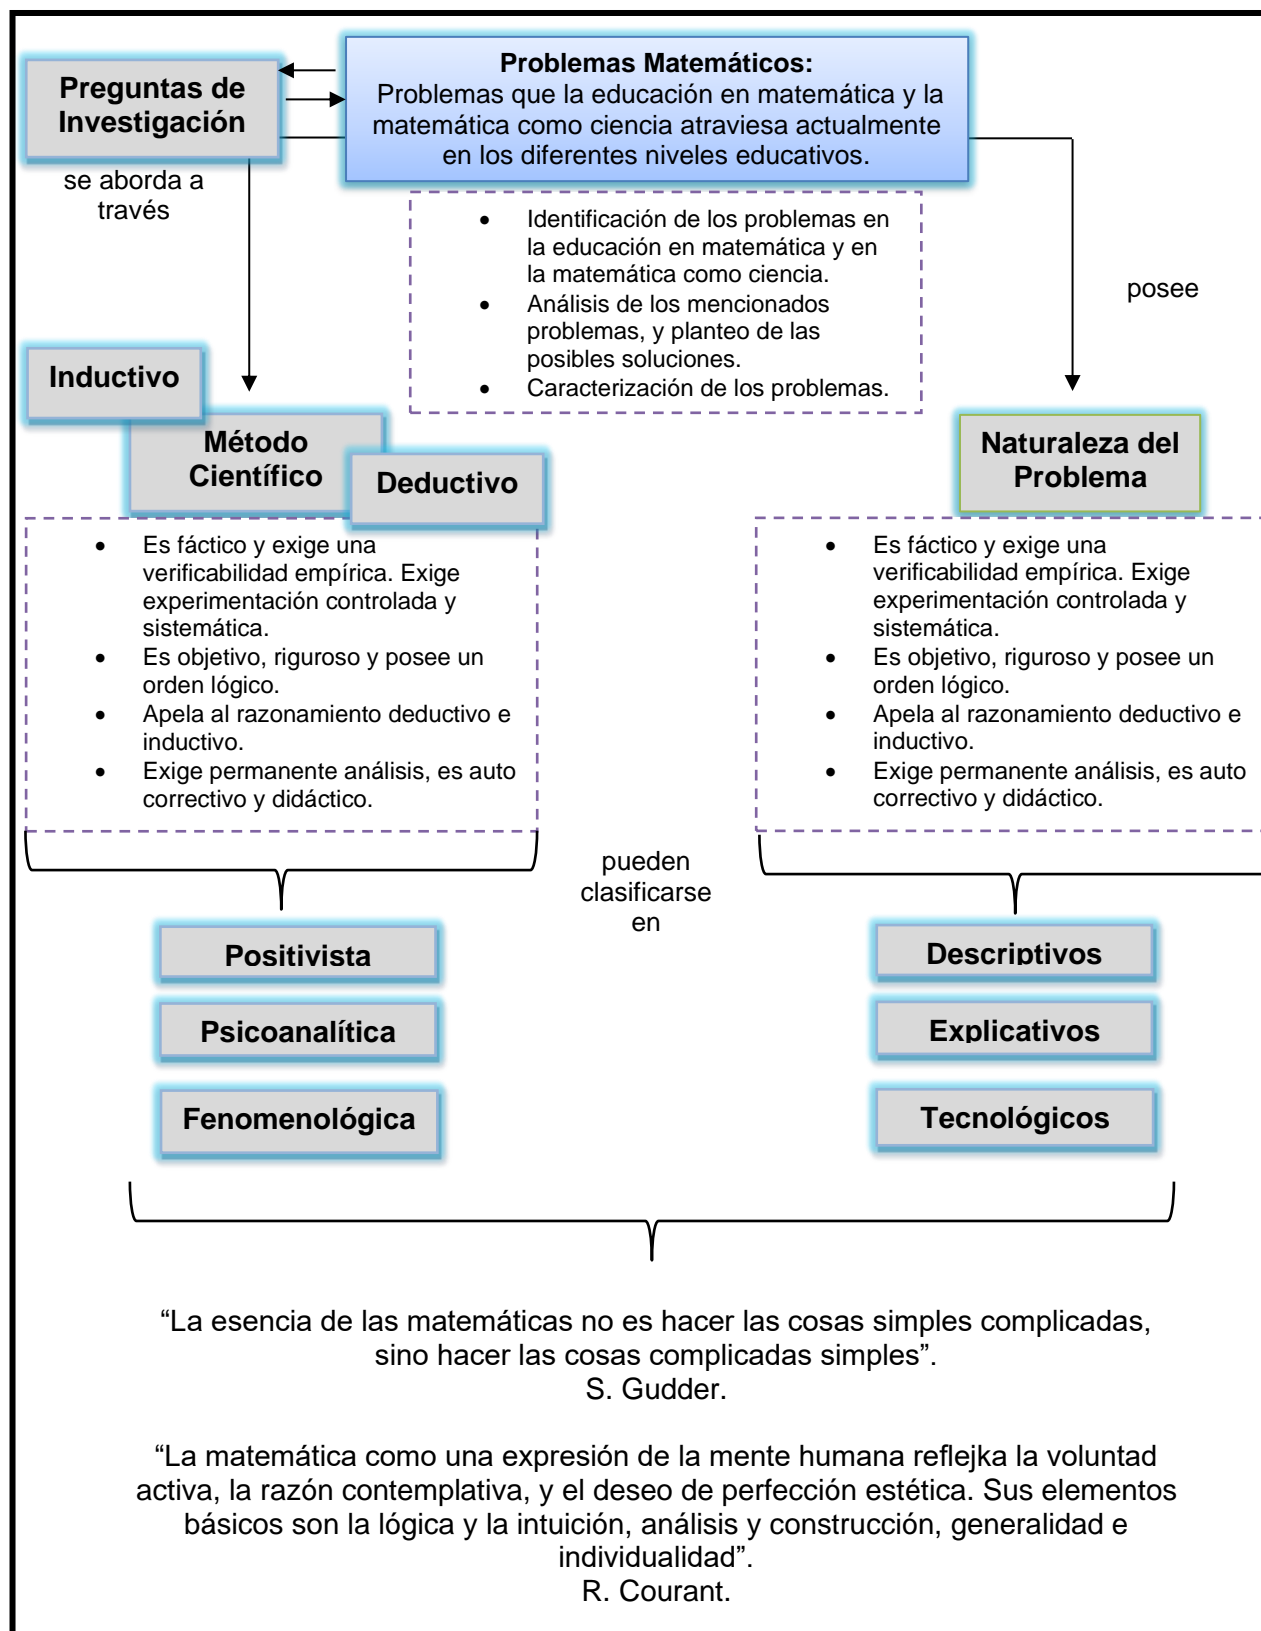 Preguntas de
Investigación
Problemas Matemáticos:
Problemas que la educación en matemática y la
matemática como ciencia atraviesa actualmente
en los diferentes niveles educativos.
se aborda a
través
• Identificación de los problemas en
la educación en matemática y en
la matemática como ciencia.
• Análisis de los mencionados
problemas, y planteo de las
posibles soluciones.
• Caracterización de los problemas.
posee
Inductivo
Método
Científico
Deductivo
Naturaleza del
Problema
• Es fáctico y exige una
verificabilidad empírica. Exige
experimentación controlada y
sistemática.
• Es objetivo, riguroso y posee un
orden lógico.
• Apela al razonamiento deductivo e
inductivo.
• Exige permanente análisis, es auto
correctivo y didáctico.
• Es fáctico y exige una
verificabilidad empírica. Exige
experimentación controlada y
sistemática.
• Es objetivo, riguroso y posee un
orden lógico.
• Apela al razonamiento deductivo e
inductivo.
• Exige permanente análisis, es auto
correctivo y didáctico.
pueden
clasificarse
en
Positivista
Psicoanalítica
Fenomenológica
Descriptivos
Explicativos
Tecnológicos
“La esencia de las matemáticas no es hacer las cosas simples complicadas,
sino hacer las cosas complicadas simples”.
S. Gudder.
“La matemática como una expresión de la mente humana reflejka la voluntad
activa, la razón contemplativa, y el deseo de perfección estética. Sus elementos
básicos son la lógica y la intuición, análisis y construcción, generalidad e
individualidad”.
R. Courant.